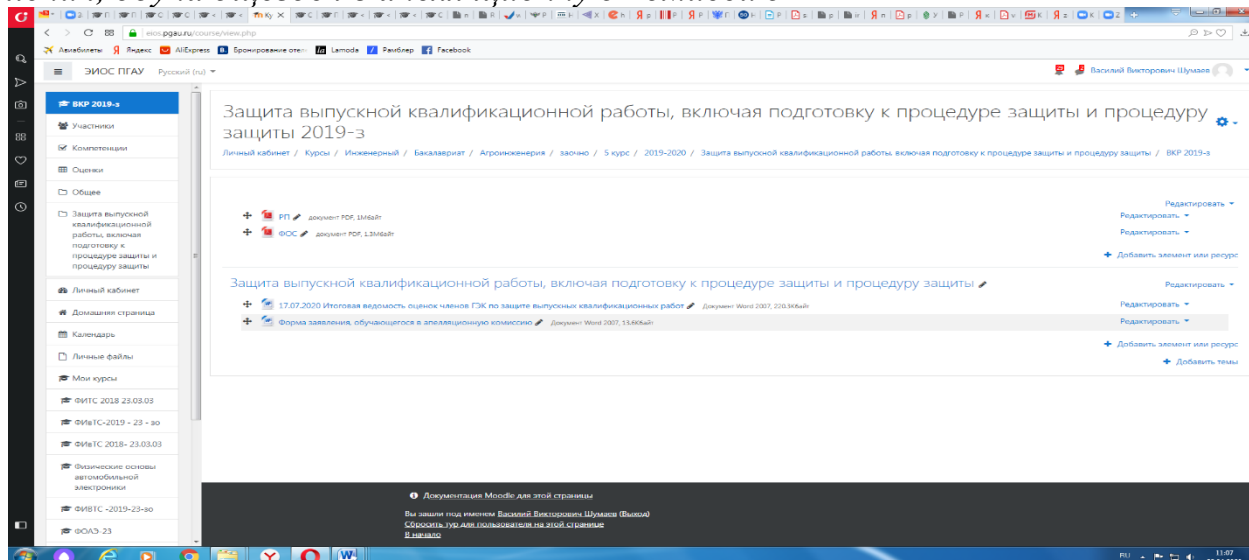 eios.pgau.ru/course/view.php
Авиабилеты Яндекс AliExpress Бронирование отел Lamoda Рамблер Facebook
ЭИОС ПГАУ Русский (ru) Василий Викторович Шумаев
ВКР 2019-з
Участники
Компетенции
Оценки
Общее
Защита выпускной
квалификационной
работы, включая
подготовку к
процедуре защиты и
процедуру защиты
Личный кабинет
Домашняя страница
Календарь
Личные файлы
Мои курсы
ФИТС 2018 23.03.03
ФИвТС-2019 - 23 - зо
ФИвТС 2018- 23.03.03
Физические основы
автомобильной
электроники
ФИВТС -2019-23-зо
ФОАЭ-23
Защита выпускной квалификационной работы, включая подготовку к процедуре защиты и процедуру
защиты 2019-з
Личный кабинет / Курсы / Инженерный / Бакалавриат / Агроинженерия / заочно / 5 курс / 2019-2020 / Защита выпускной квалификационной работы, включая подготовку к процедуре защиты и процедуру защиты / ВКР 2019-з
Редактировать
РП документ PDF, 1Мбайт Редактировать
ФОС документ PDF, 1.3Мбайт Редактировать
Добавить элемент или ресурс
Защита выпускной квалификационной работы, включая подготовку к процедуре защиты и процедуру защиты Редактировать
17.07.2020 Итоговая ведомость оценок членов ГЭК по защите выпускных квалификационных работ Документ Word 2007, 220.3Кбайт Редактировать
Форма заявления, обучающегося в апелляционную комиссию Документ Word 2007, 13.6Кбайт Редактировать
Добавить элемент или ресурс
Добавить темы
Документация Moodle для этой страницы
Вы зашли под именем Василий Викторович Шумаев (Выход)
Сбросить тур для пользователя на этой странице
В начало
RU 11:07